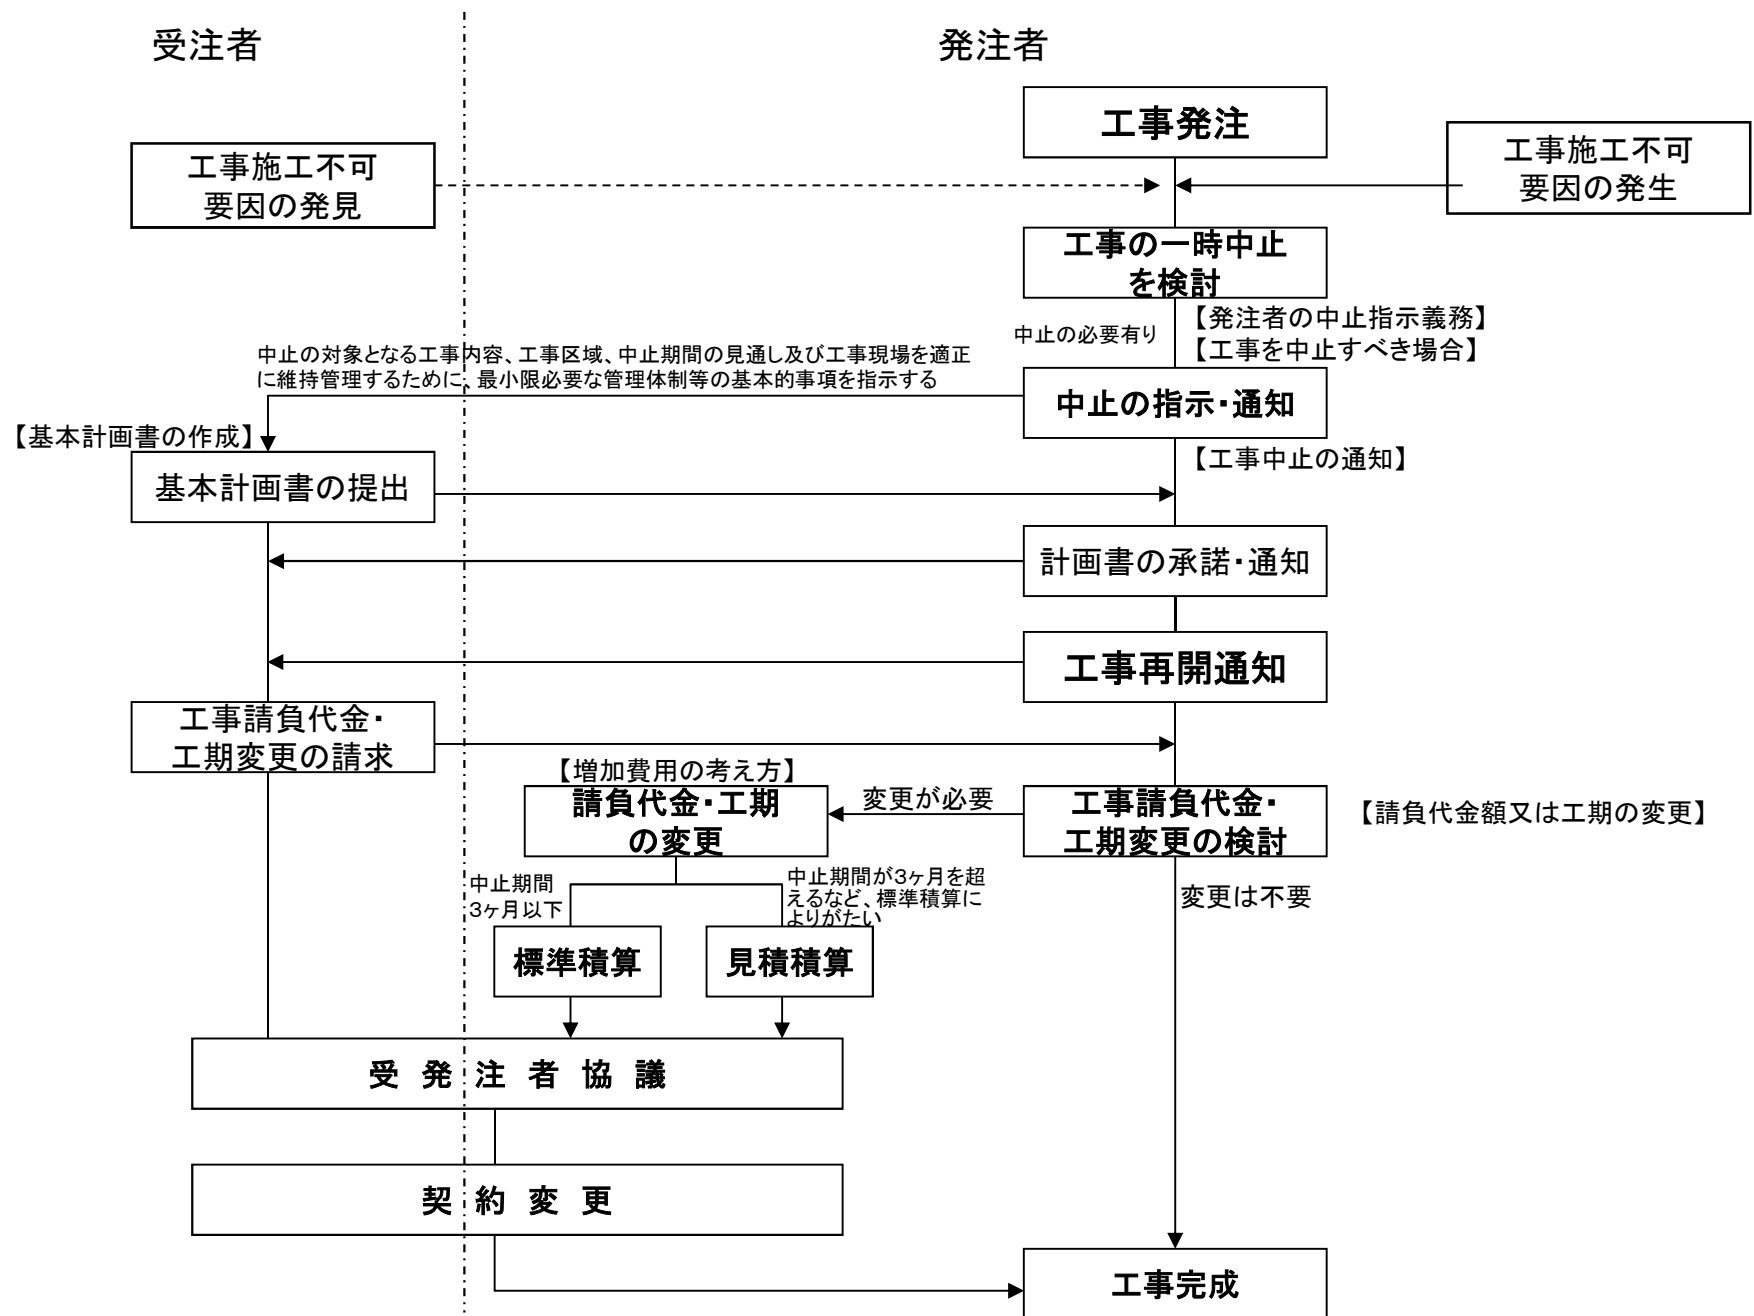 受注者
発注者
工事発注
工事施工不可
要因の発見
工事施工不可
要因の発生
工事の一時中止
を検討
中止の必要有り
【発注者の中止指示義務】
【工事を中止すべき場合】
中止の対象となる工事内容、工事区域、中止期間の見通し及び工事現場を適正
に維持管理するために、最小限必要な管理体制等の基本的事項を指示する
中止の指示・通知
【基本計画書の作成】
【工事中止の通知】
基本計画書の提出
計画書の承諾・通知
工事再開通知
工事請負代金・
工期変更の請求
【増加費用の考え方】
請負代金・工期
の変更
変更が必要
工事請負代金・
工期変更の検討
【請負代金額又は工期の変更】
中止期間
3ヶ月以下
中止期間が3ヶ月を超
えるなど、標準積算に
よりがたい
変更は不要
標準積算
見積積算
受 発 注 者 協 議
契 約 変 更
工事完成